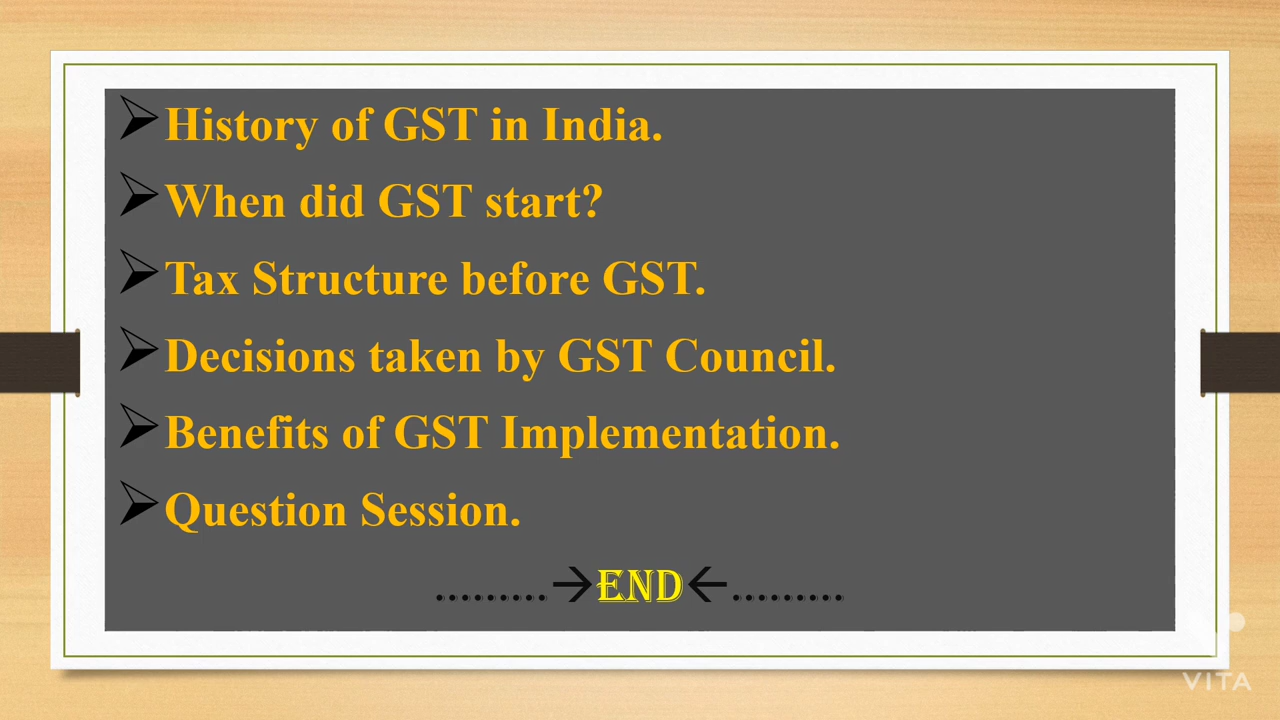 ➢History of GST in India.
➢When did GST start?
➢Tax Structure before GST.
➢Decisions taken by GST Council.
➢Benefits of GST Implementation.
➢Question Session.
.........→END←.........
VITA